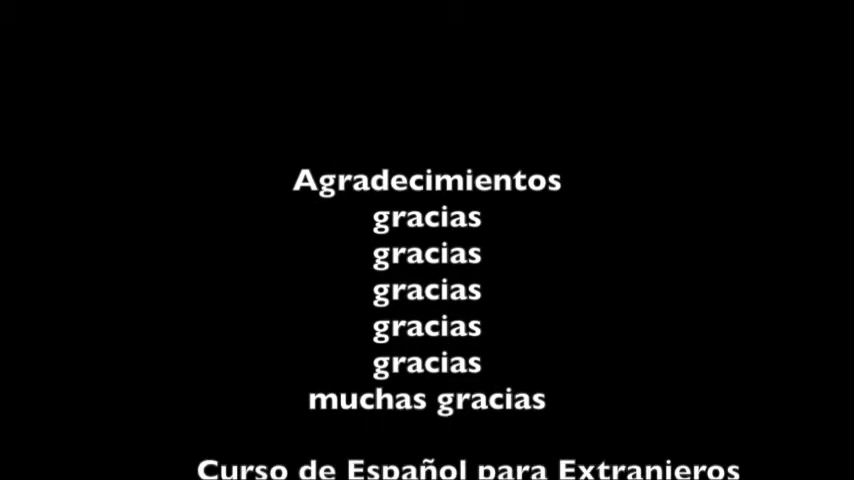 Agradecimientos
gracias
gracias
gracias
gracias
gracias
muchas gracias
Curso de Español para Extranjeros